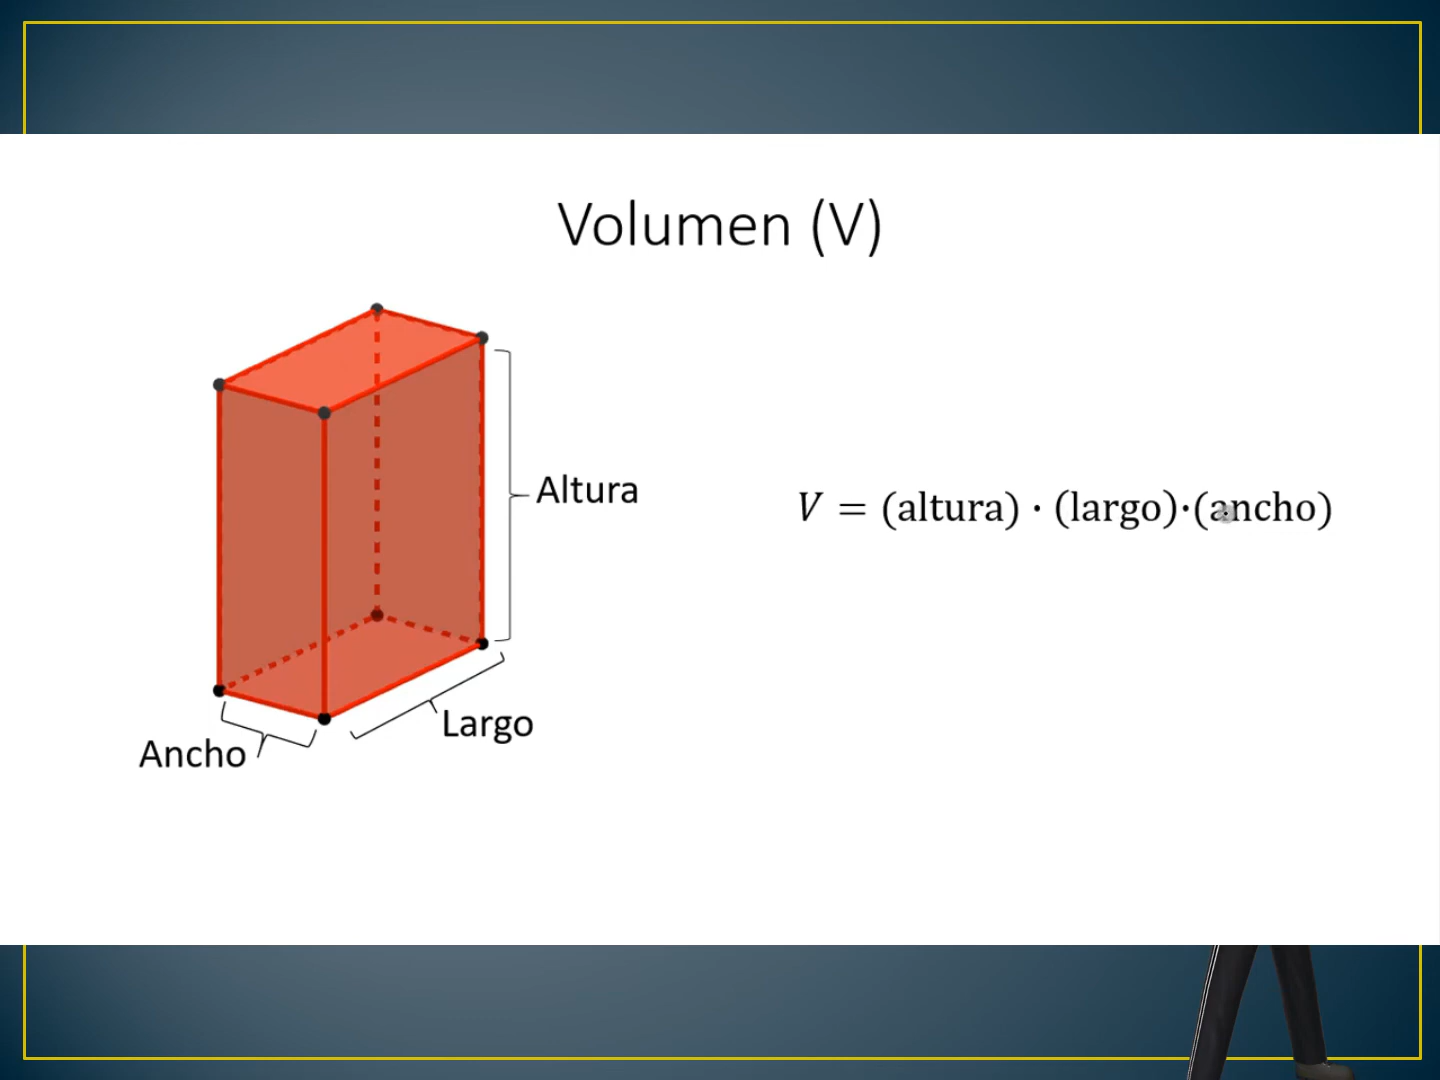 Volumen (V)
Altura
V = (altura) · (largo)·(ancho)
Largo
Ancho